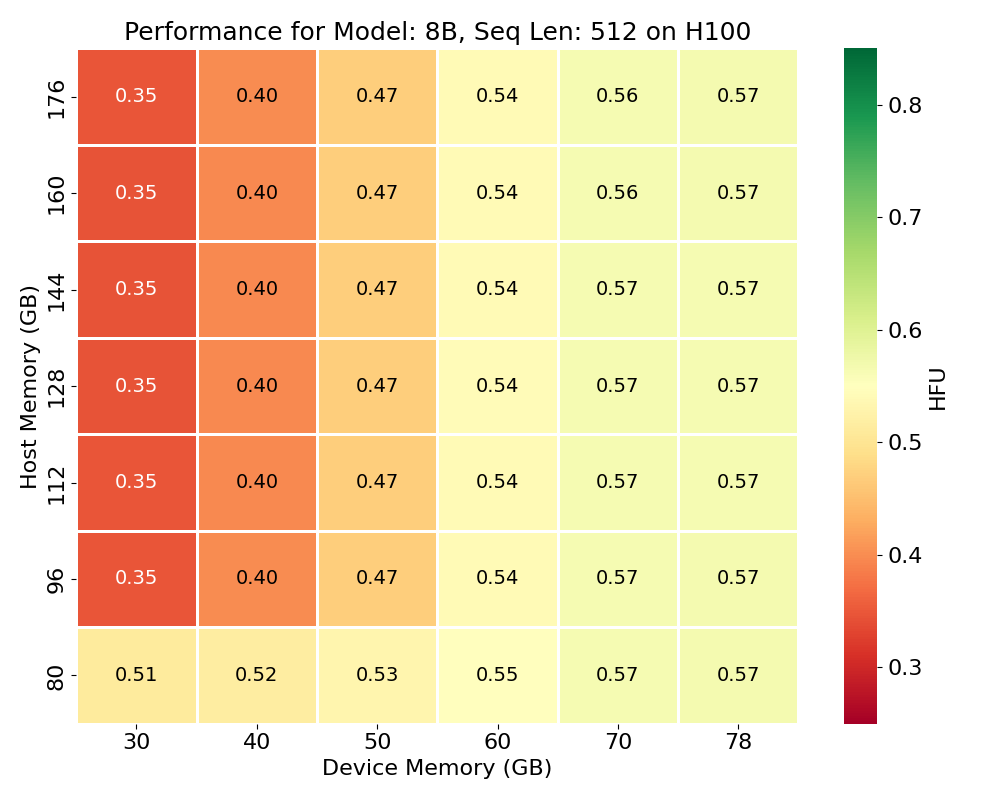 Performance for Model: 8B, Seq Len: 512 on H100
176 0.35 0.40 0.47 0.54 0.56 0.57
160 0.35 0.40 0.47 0.54 0.56 0.57
144 0.35 0.40 0.47 0.54 0.57 0.57
128 0.35 0.40 0.47 0.54 0.57 0.57
112 0.35 0.40 0.47 0.54 0.57 0.57
96 0.35 0.40 0.47 0.54 0.57 0.57
80 0.51 0.52 0.53 0.55 0.57 0.57
30 40 50 60 70 78
Device Memory (GB)
Host Memory (GB)
0.8
0.7
0.6
0.5
0.4
0.3
HFU